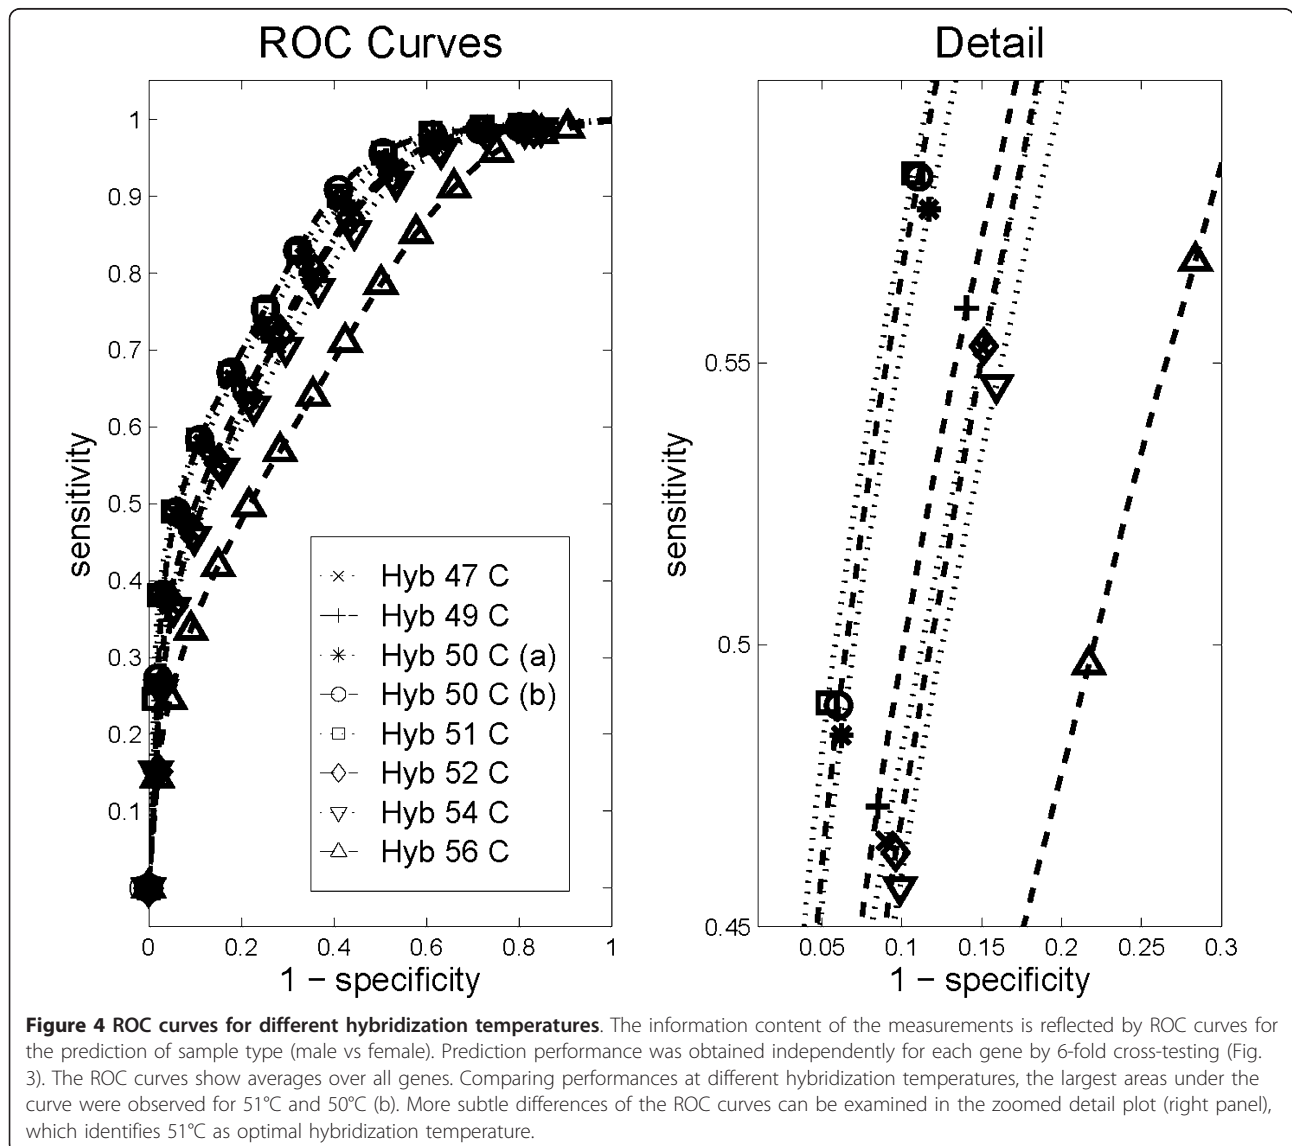 ROC Curves
1
0.9
0.8
0.7
0.6
0.5
0.4
0.3
0.2
0.1
sensitivity
Hyb 47 C
Hyb 49 C
Hyb 50 C (a)
Hyb 50 C (b)
Hyb 51 C
Hyb 52 C
Hyb 54 C
Hyb 56 C
0 0.2 0.4 0.6 0.8 1
1 − specificity
Detail
0.55
0.5
0.45
sensitivity
0.05 0.1 0.15 0.2 0.25 0.3
1 − specificity
Figure 4 ROC curves for different hybridization temperatures. The information content of the measurements is reflected by ROC curves for
the prediction of sample type (male vs female). Prediction performance was obtained independently for each gene by 6-fold cross-testing (Fig.
3). The ROC curves show averages over all genes. Comparing performances at different hybridization temperatures, the largest areas under the
curve were observed for 51°C and 50°C (b). More subtle differences of the ROC curves can be examined in the zoomed detail plot (right panel),
which identifies 51°C as optimal hybridization temperature.